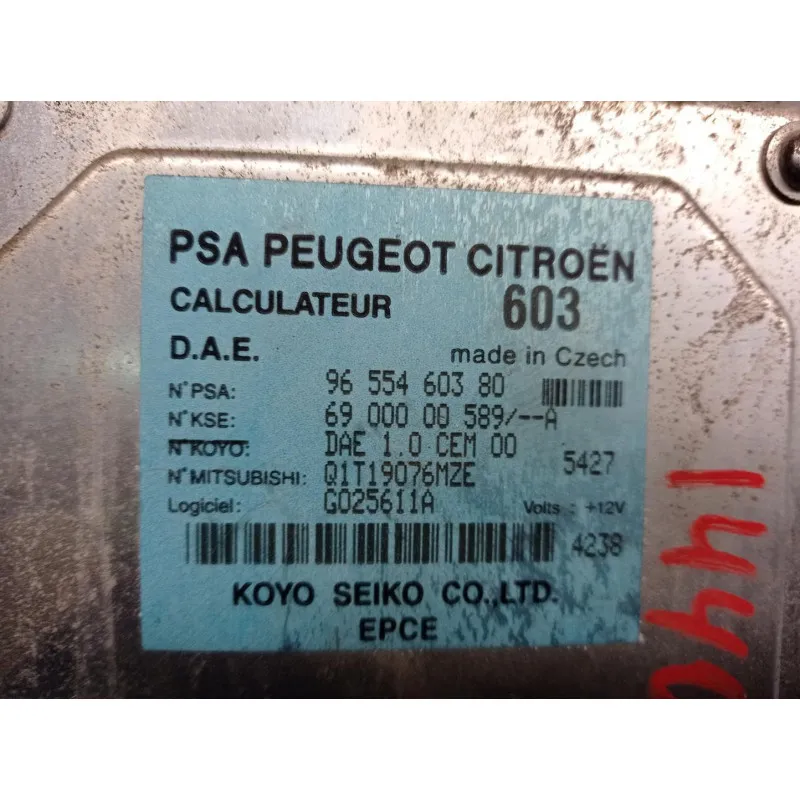 PSA PEUGEOT CITROËN
CALCULATEUR 603
D.A.E. made in Czech
N°PSA: 96 554 603 80
N°KSE: 69 000 00 589/--A
N°KOYO: DAE 1.0 CEM 00
N°MITSUBISHI: Q1T19076MZE 5427
Logiciel: G025611A Volts : +12V
4238
KOYO SEIKO CO.,LTD.
EPCE
1440